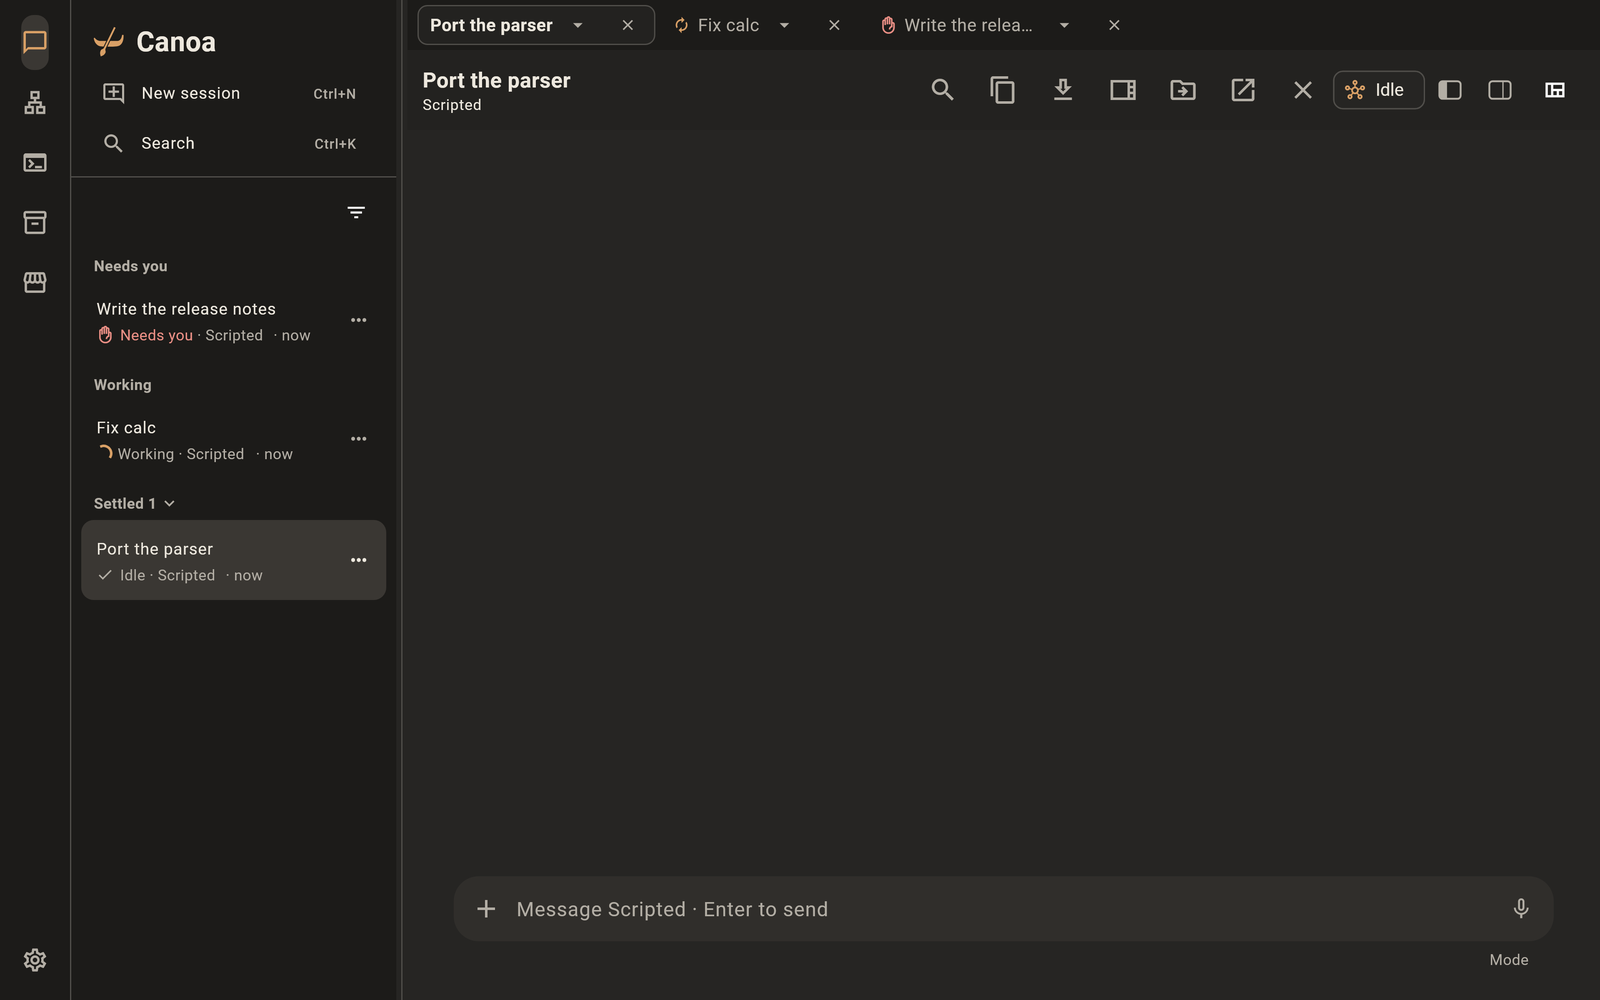 Canoa
New session Ctrl+N
Search Ctrl+K
Needs you
Write the release notes
Needs you · Scripted · now
Working
Fix calc
Working · Scripted · now
Settled 1
Port the parser
Idle · Scripted · now
Port the parser
Fix calc
Write the relea...
Port the parser
Scripted
Idle
Message Scripted · Enter to send
Mode